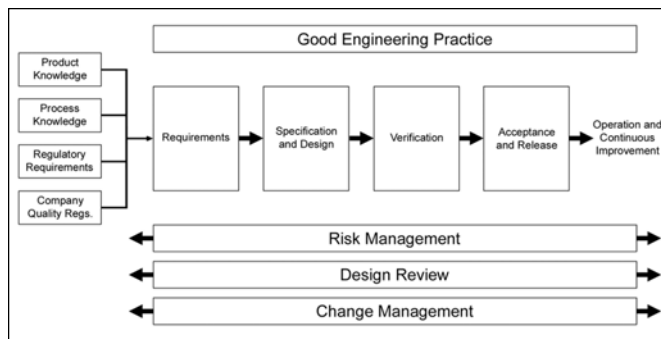 Good Engineering Practice
Product
Knowledge
Process
Knowledge
Regulatory
Requirements
Company
Quality Regs.
Requirements
Specification
and Design
Verification
Acceptance
and Release
Operation and
Continuous
Improvement
Risk Management
Design Review
Change Management